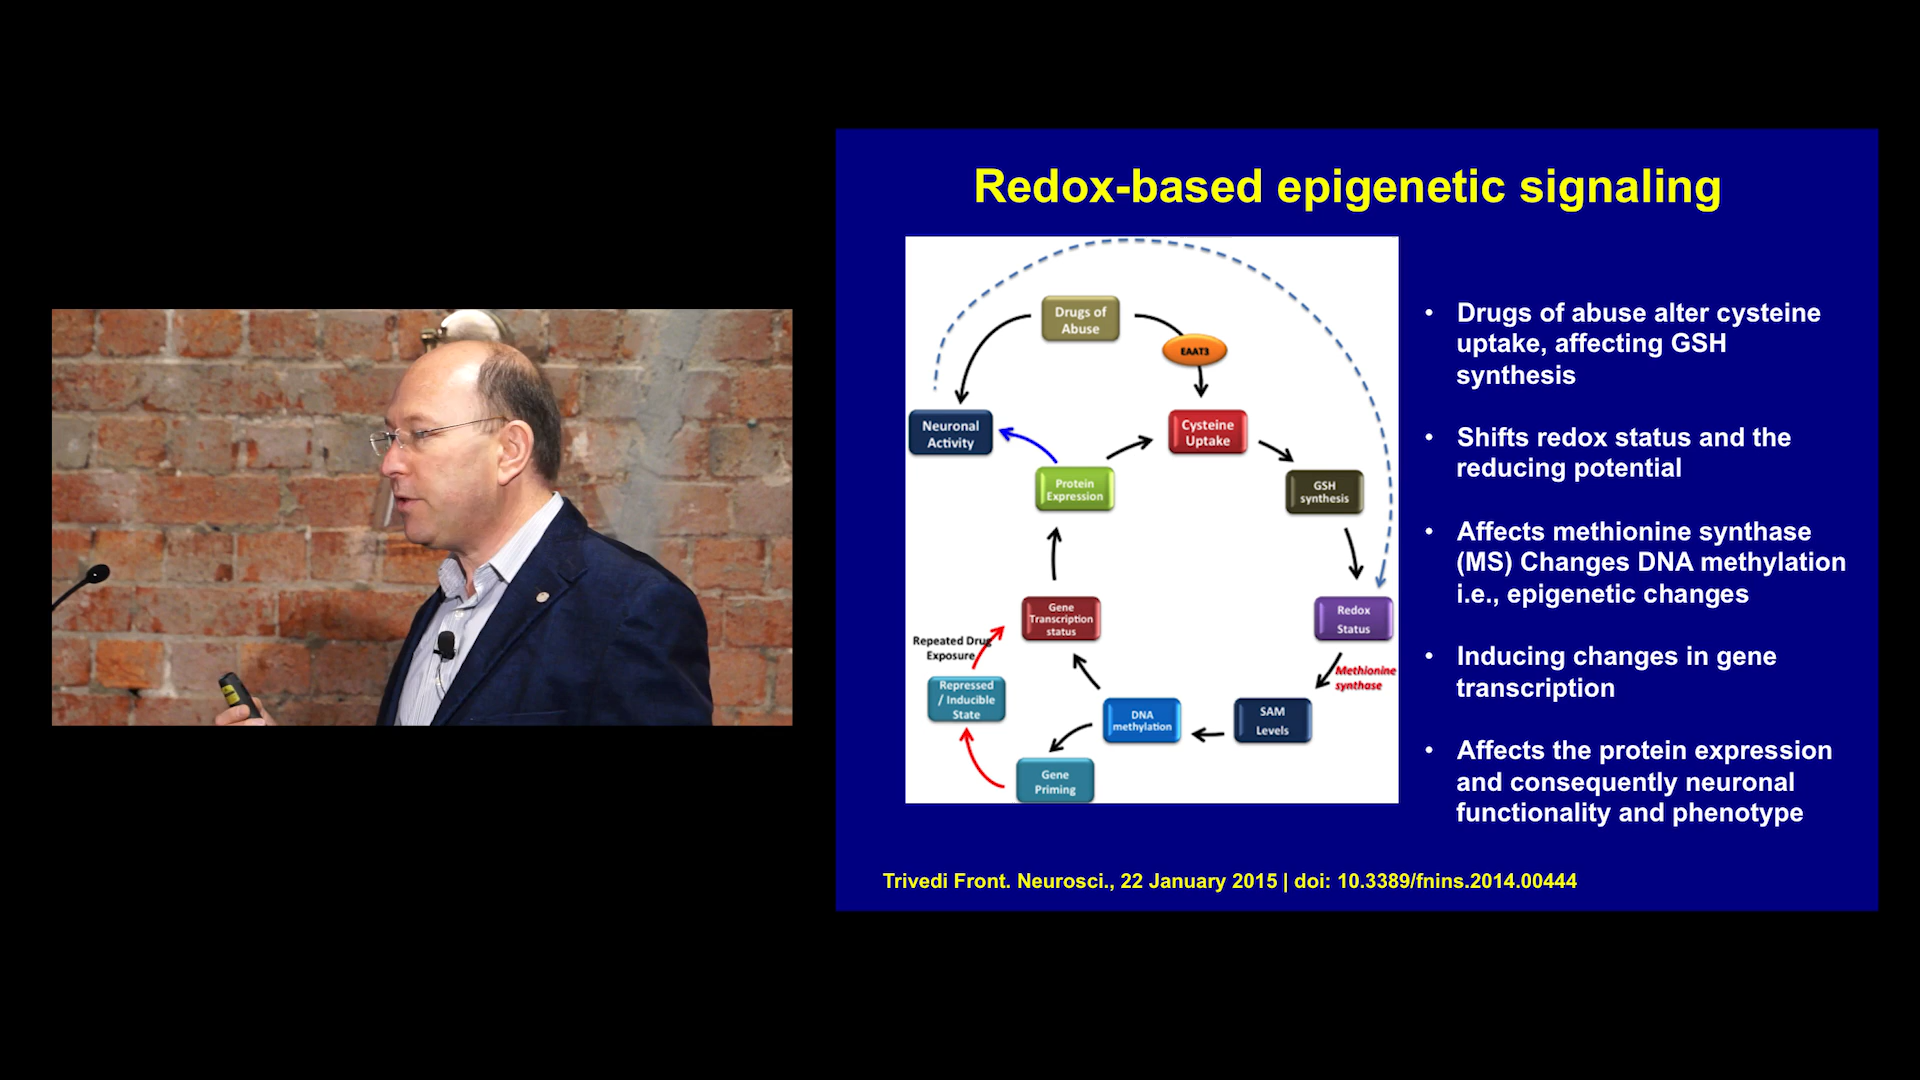 Redox-based epigenetic signaling
Drugs of
Abuse
EAAT3
Neuronal
Activity
Cysteine
Uptake
Protein
Expression
GSH
synthesis
Gene
Transcription
status
Redox
Status
Repeated Drug
Exposure
Methionine
synthase
Repressed
/ Inducible
State
DNA
methylation
SAM
Levels
Gene
Priming
• Drugs of abuse alter cysteine
uptake, affecting GSH
synthesis
• Shifts redox status and the
reducing potential
• Affects methionine synthase
(MS) Changes DNA methylation
i.e., epigenetic changes
• Inducing changes in gene
transcription
• Affects the protein expression
and consequently neuronal
functionality and phenotype
Trivedi Front. Neurosci., 22 January 2015 | doi: 10.3389/fnins.2014.00444